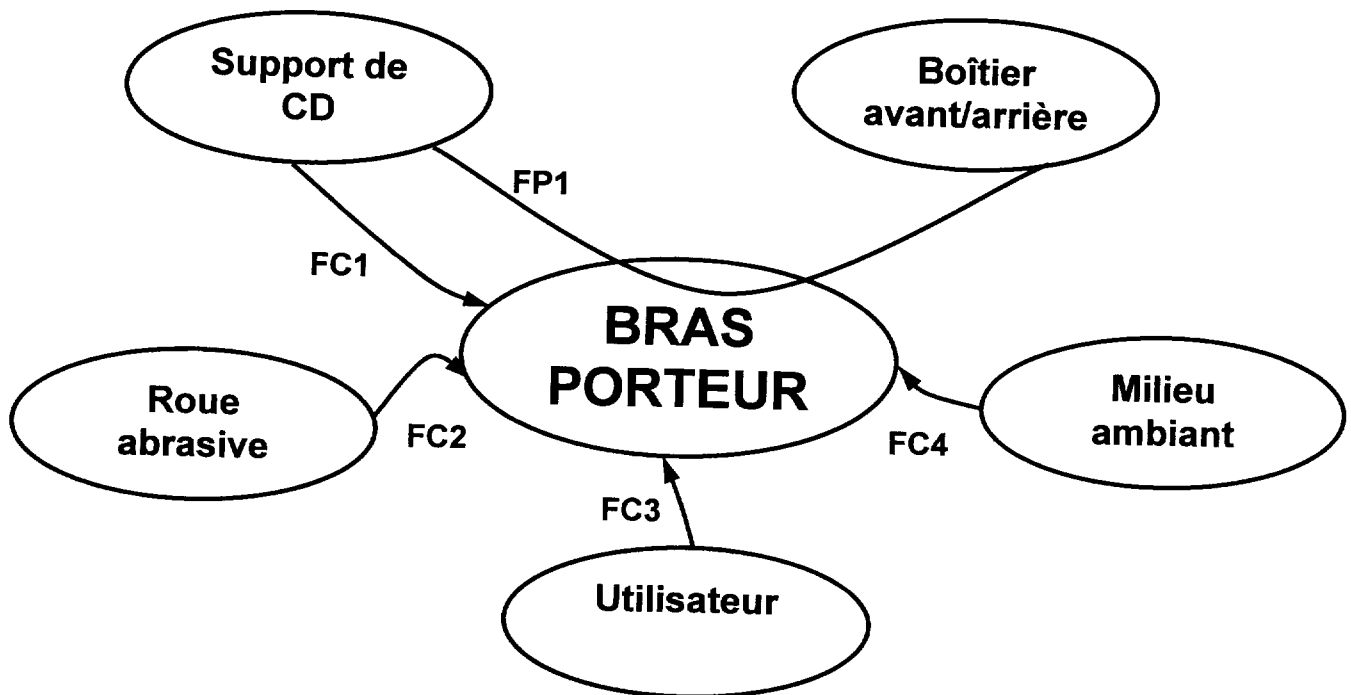 Support de
CD
Boîtier
avant/arrière
FP1
FC1
BRAS
PORTEUR
Roue
abrasive
FC2
Milieu
ambiant
FC4
FC3
Utilisateur